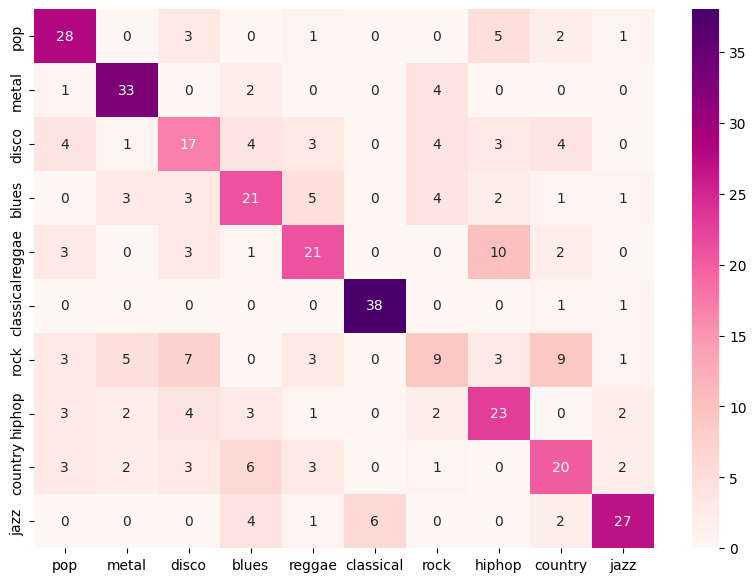 pop 28 0 3 0 1 0 0 5 2 1
metal 1 33 0 2 0 0 4 0 0 0
disco 4 1 17 4 3 0 4 3 4 0
blues 0 3 3 21 5 0 4 2 1 1
reggae 3 0 3 1 21 0 0 10 2 0
classical 0 0 0 0 0 38 0 0 1 1
rock 3 5 7 0 3 0 9 3 9 1
hiphop 3 2 4 3 1 0 2 23 0 2
country 3 2 3 6 3 0 1 0 20 2
jazz 0 0 0 4 1 6 0 0 2 27
pop metal disco blues reggae classical rock hiphop country jazz
35
30
25
20
15
10
5
0